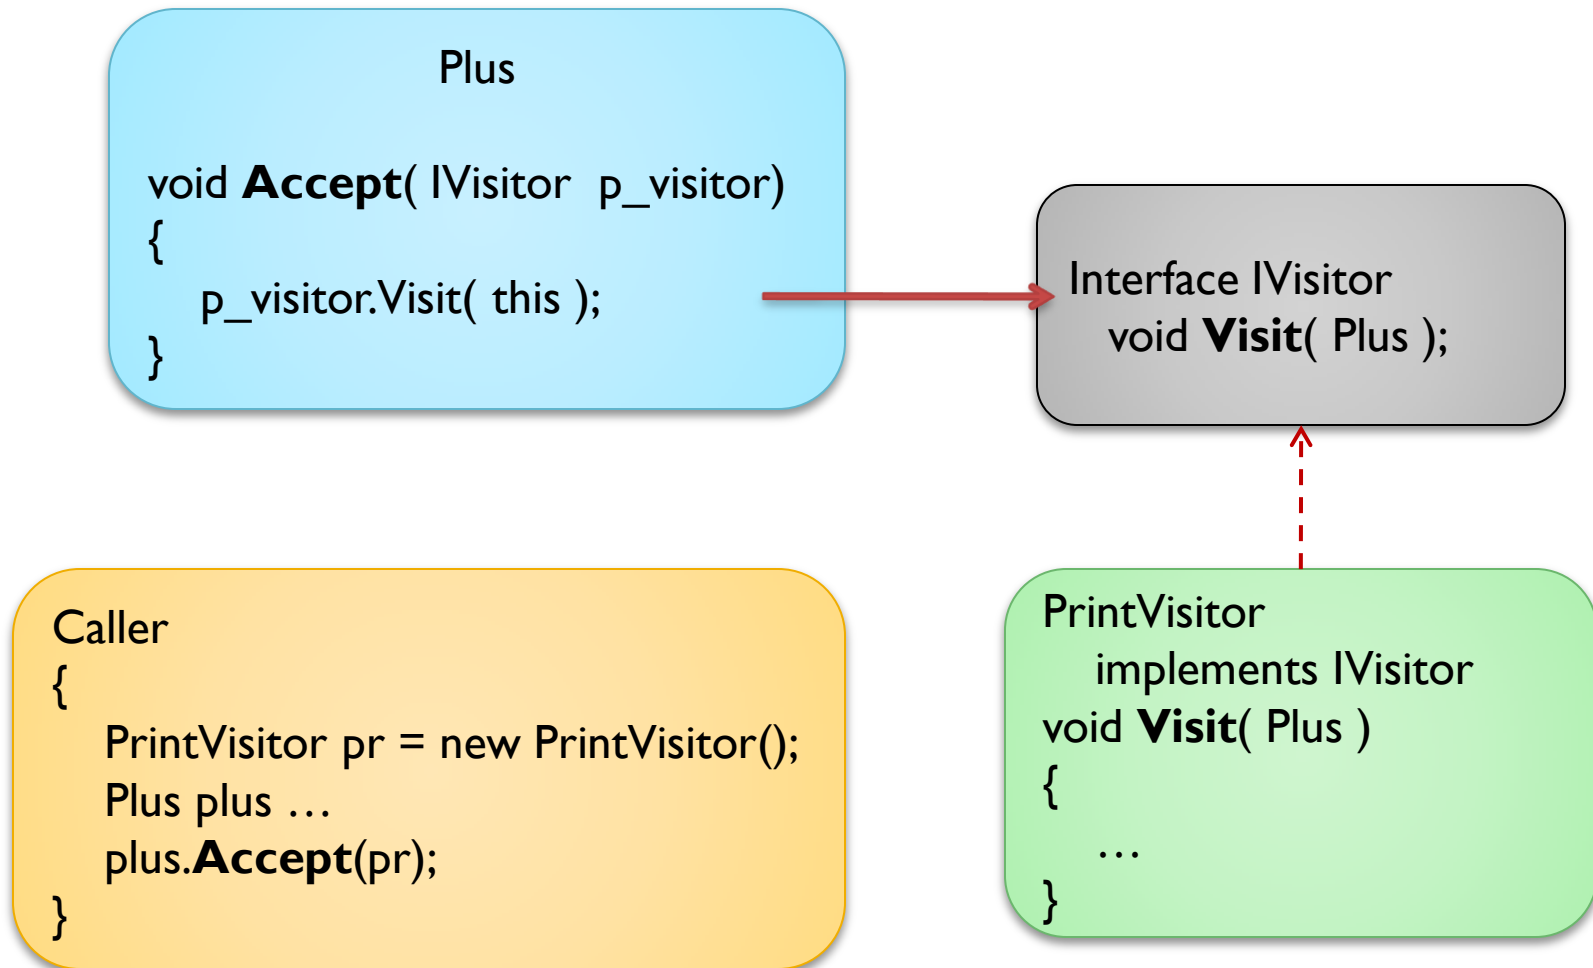 Plus
void Accept( IVisitor p_visitor)
{
p_visitor.Visit( this );
}
Interface IVisitor
void Visit( Plus );
Caller
{
PrintVisitor pr = new PrintVisitor();
Plus plus …
plus.Accept(pr);
}
PrintVisitor
implements IVisitor
void Visit( Plus )
{
…
}